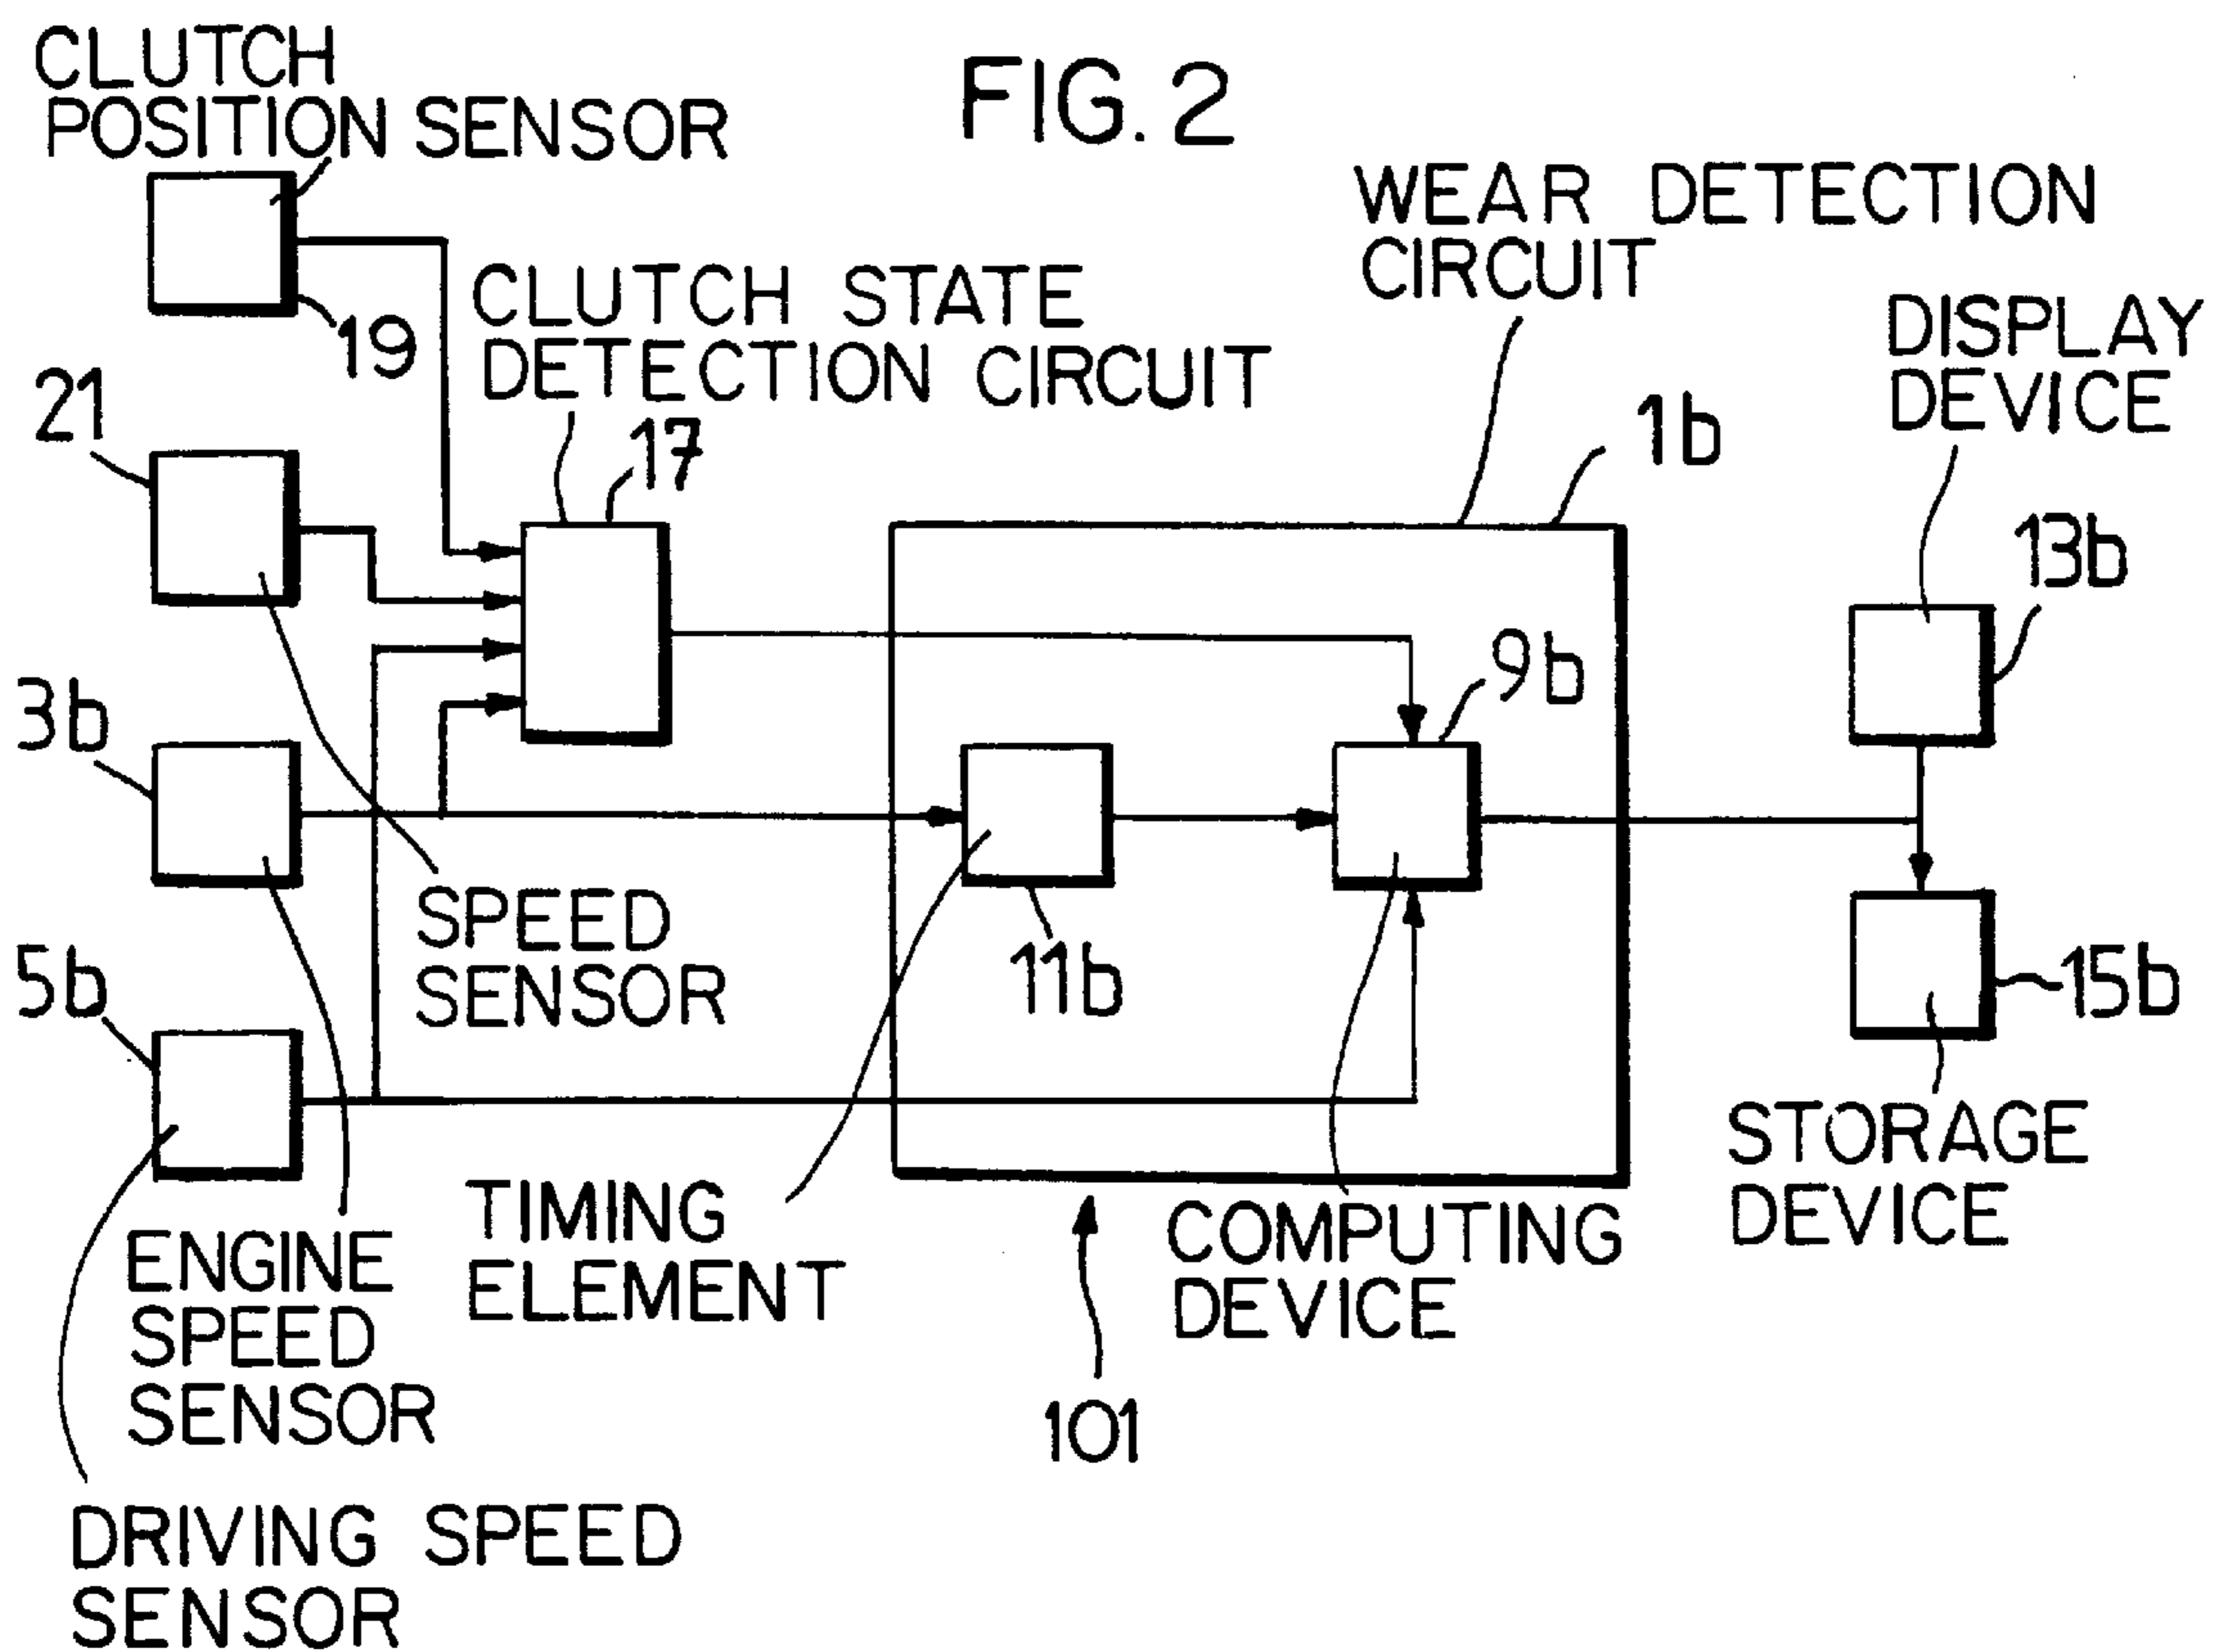 CLUTCH
POSITION SENSOR
FIG. 2
WEAR DETECTION
CIRCUIT
CLUTCH STATE
DETECTION CIRCUIT
DISPLAY
DEVICE
19
21
17
1b
13b
9b
3b
SPEED
SENSOR
11b
5b
15b
STORAGE
DEVICE
TIMING
ELEMENT
COMPUTING
DEVICE
ENGINE
SPEED
SENSOR
101
DRIVING SPEED
SENSOR